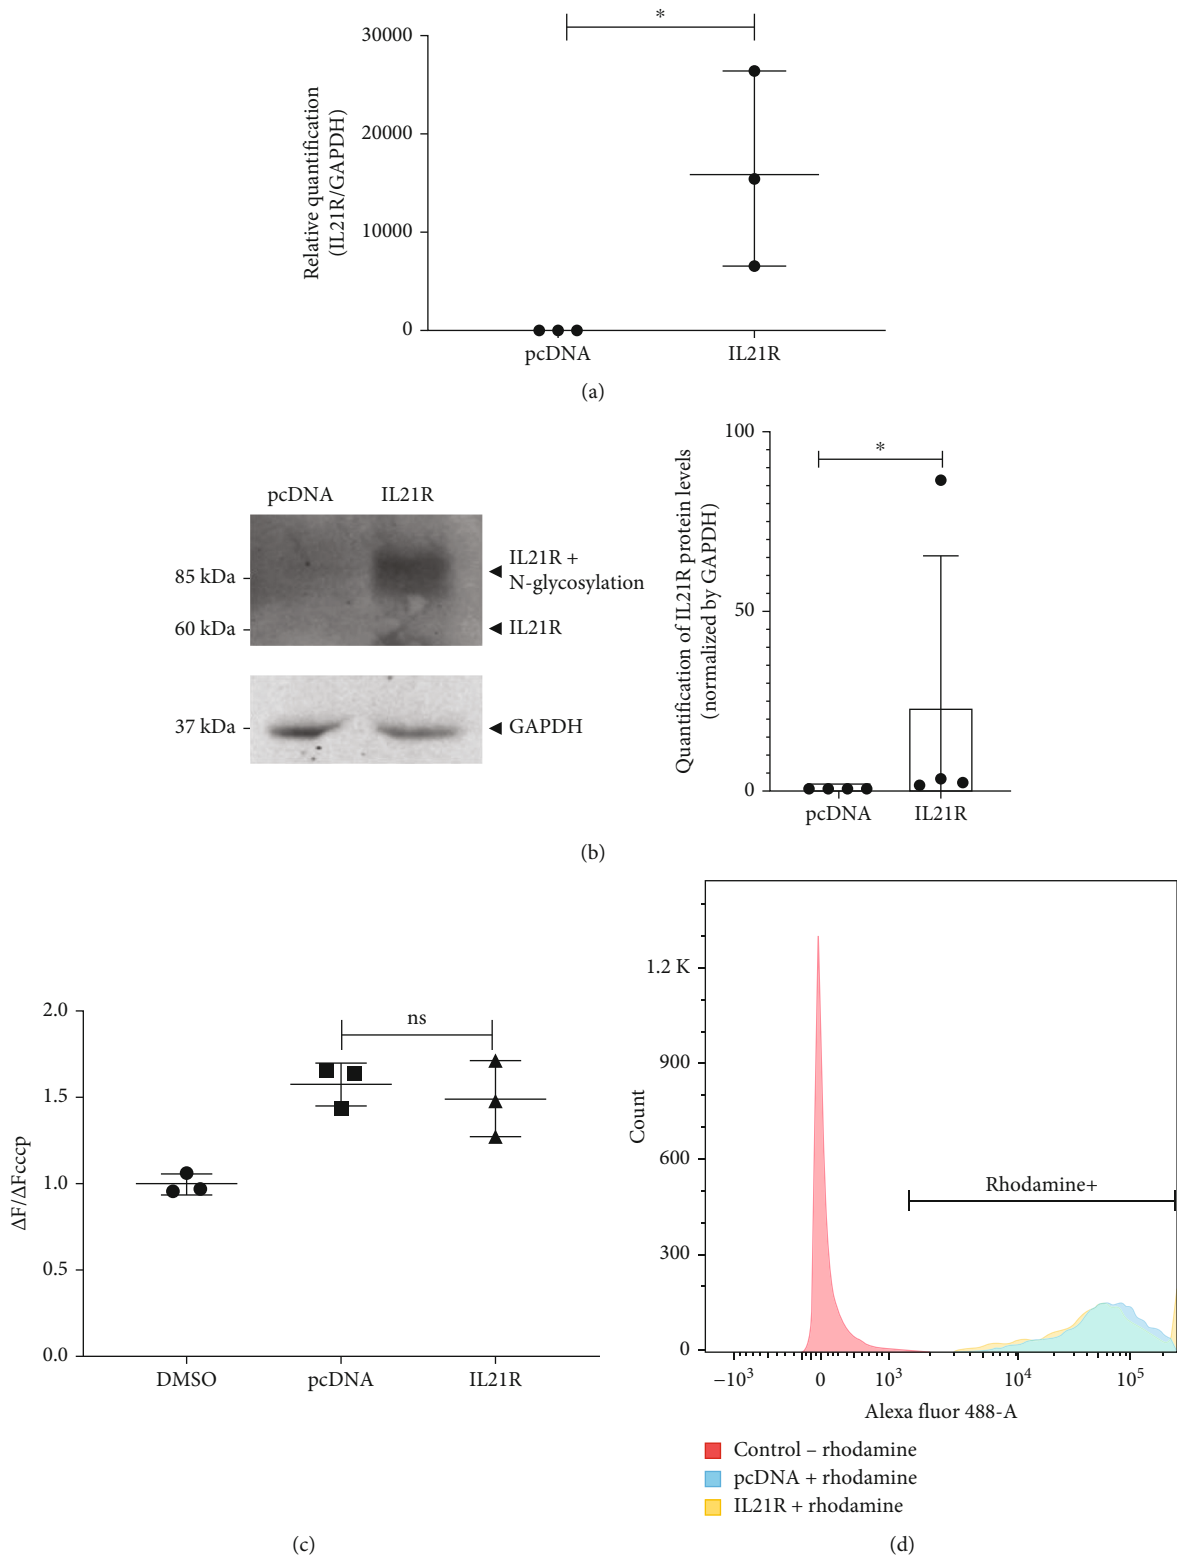 *
30000
20000
10000
0
Relative quantification
(IL21R/GAPDH)
pcDNA IL21R
(a)
pcDNA IL21R
85 kDa
60 kDa
37 kDa
IL21R +
N-glycosylation
IL21R
GAPDH
*
100
50
0
Quantification of IL21R protein levels
(normalized by GAPDH)
pcDNA IL21R
(b)
2.0
1.5
1.0
0.5
0.0
ΔF/ΔFcccp
ns
DMSO pcDNA IL21R
(c)
1.2 K
900
600
300
0
Count
Rhodamine+
−10³ 0 10³ 10⁴ 10⁵
Alexa fluor 488-A
Control – rhodamine
pcDNA + rhodamine
IL21R + rhodamine
(d)